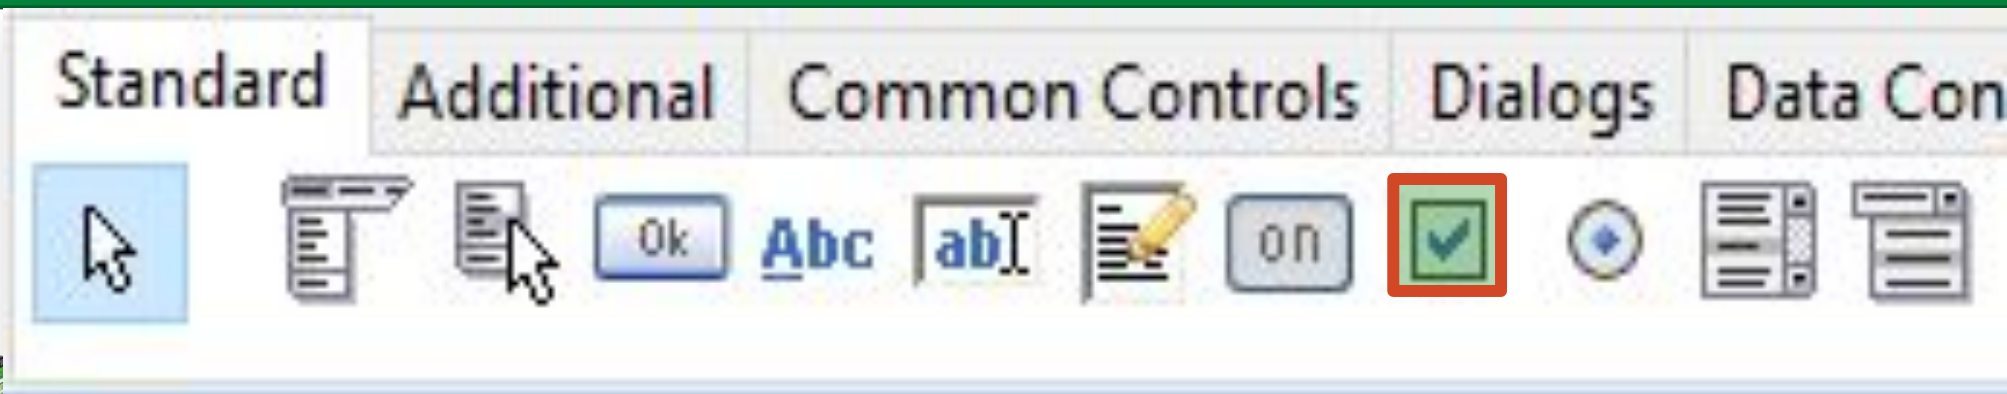 Standard Additional Common Controls Dialogs Data Con
Ok Abc ab on